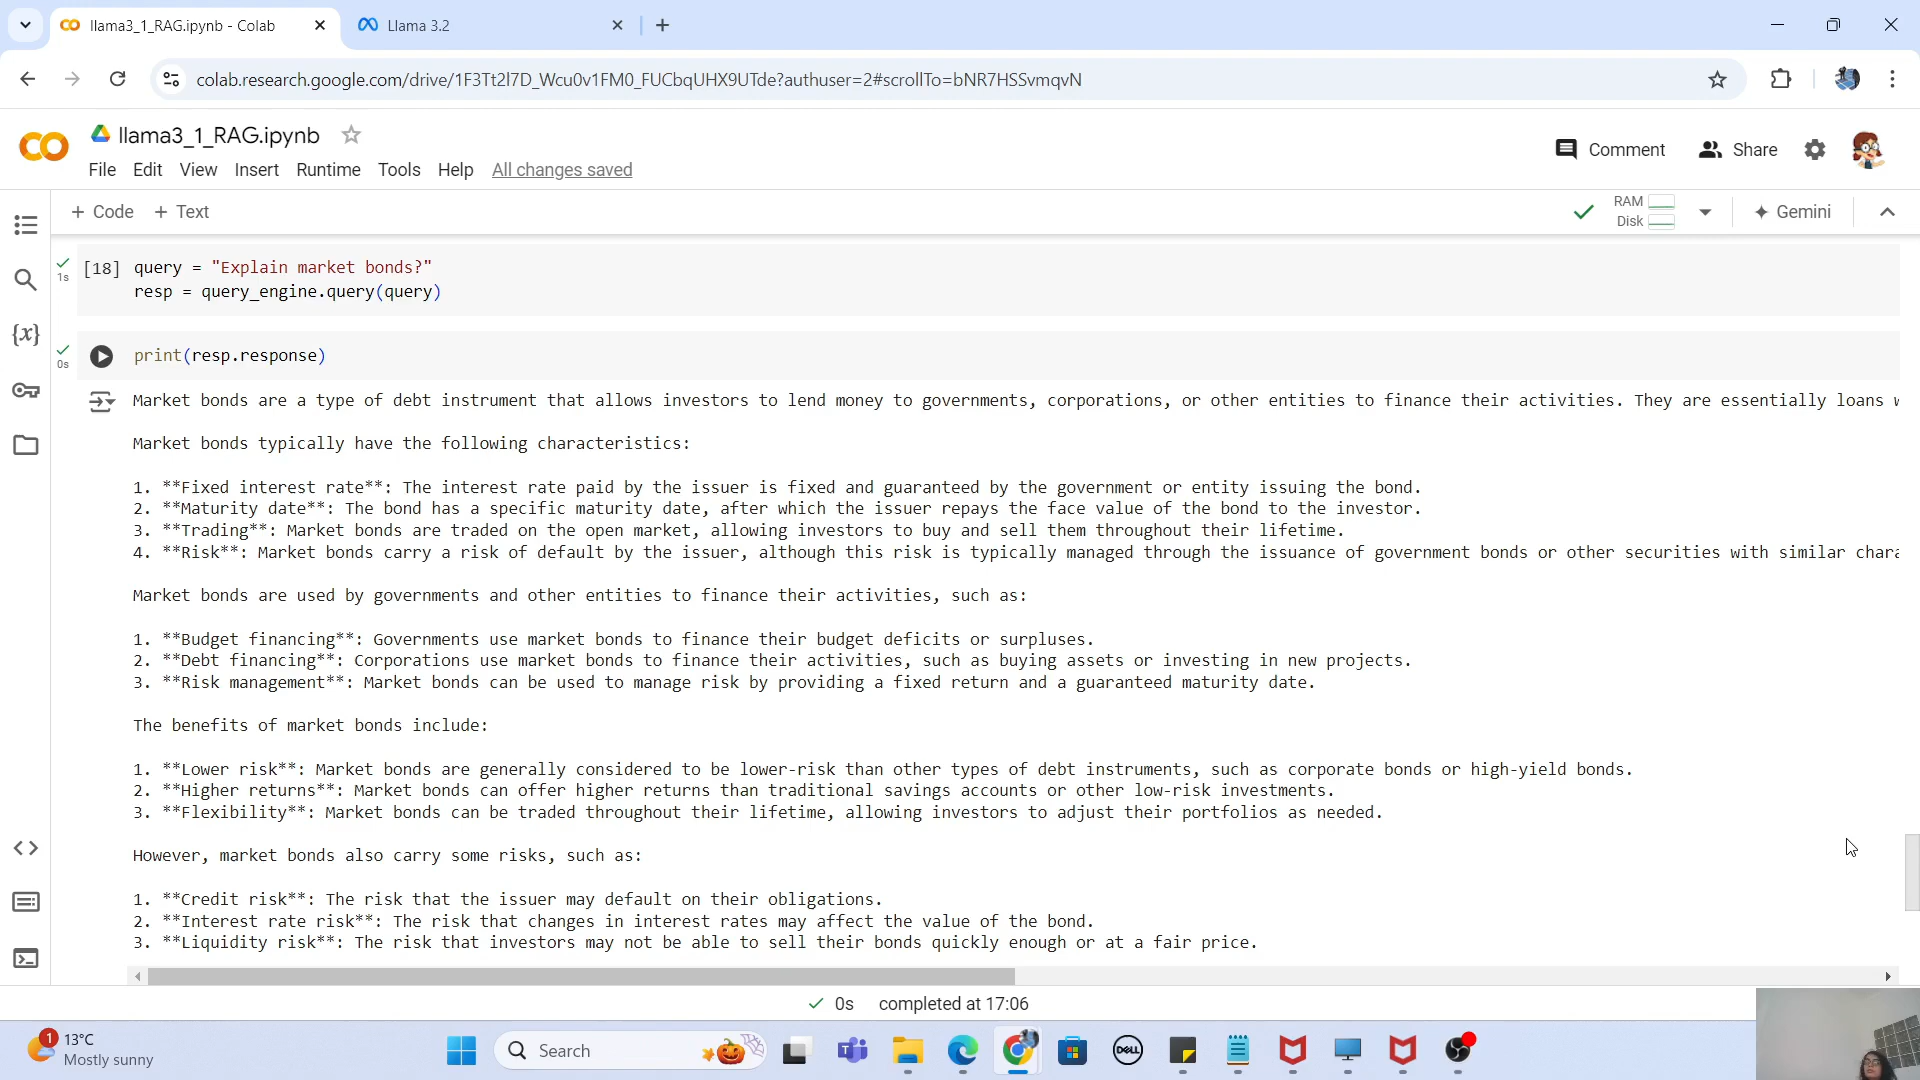 llama3_1_RAG.ipynb - Colab
Llama 3.2
colab.research.google.com/drive/1F3Tt2l7D_Wcu0v1FM0_FUCbqUHX9UTde?authuser=2#scrollTo=bNR7HSSvmqvN
llama3_1_RAG.ipynb
Comment
Share
File Edit View Insert Runtime Tools Help All changes saved
+ Code + Text
RAM
Disk
Gemini
[18] query = "Explain market bonds?"
1s
resp = query_engine.query(query)
print(resp.response)
0s
Market bonds are a type of debt instrument that allows investors to lend money to governments, corporations, or other entities to finance their activities. They are essentially loans
Market bonds typically have the following characteristics:
1. **Fixed interest rate**: The interest rate paid by the issuer is fixed and guaranteed by the government or entity issuing the bond.
2. **Maturity date**: The bond has a specific maturity date, after which the issuer repays the face value of the bond to the investor.
3. **Trading**: Market bonds are traded on the open market, allowing investors to buy and sell them throughout their lifetime.
4. **Risk**: Market bonds carry a risk of default by the issuer, although this risk is typically managed through the issuance of government bonds or other securities with similar chara
Market bonds are used by governments and other entities to finance their activities, such as:
1. **Budget financing**: Governments use market bonds to finance their budget deficits or surpluses.
2. **Debt financing**: Corporations use market bonds to finance their activities, such as buying assets or investing in new projects.
3. **Risk management**: Market bonds can be used to manage risk by providing a fixed return and a guaranteed maturity date.
The benefits of market bonds include:
1. **Lower risk**: Market bonds are generally considered to be lower-risk than other types of debt instruments, such as corporate bonds or high-yield bonds.
2. **Higher returns**: Market bonds can offer higher returns than traditional savings accounts or other low-risk investments.
3. **Flexibility**: Market bonds can be traded throughout their lifetime, allowing investors to adjust their portfolios as needed.
However, market bonds also carry some risks, such as:
1. **Credit risk**: The risk that the issuer may default on their obligations.
2. **Interest rate risk**: The risk that changes in interest rates may affect the value of the bond.
3. **Liquidity risk**: The risk that investors may not be able to sell their bonds quickly enough or at a fair price.
0s completed at 17:06
1
13°C
Mostly sunny
Search
DELL